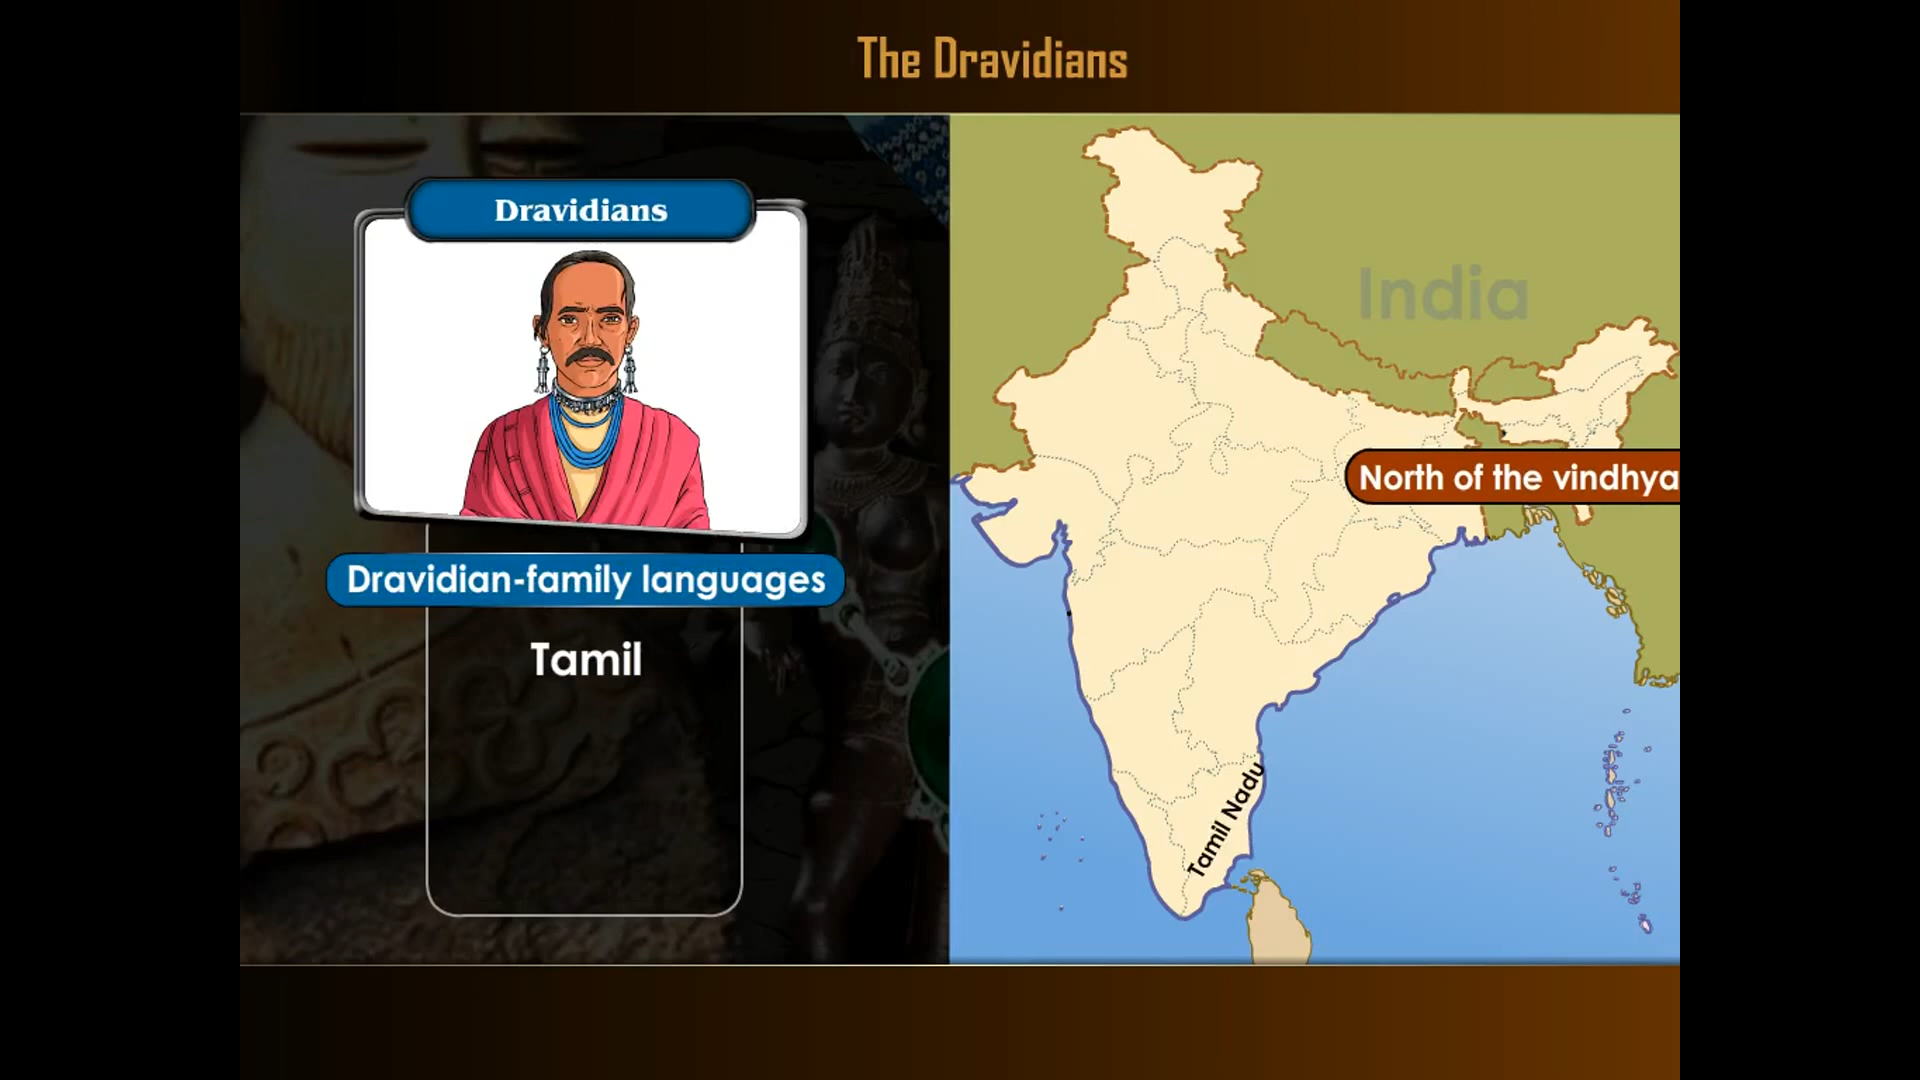 The Dravidians
Dravidians
Dravidian-family languages
Tamil
India
North of the vindhya
Tamil Nadu